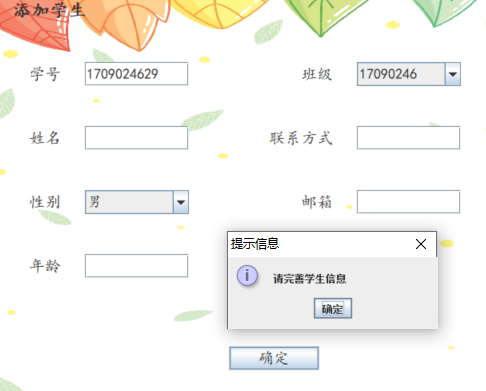 添加学生
学号 1709024629 班级 17090246
姓名 联系方式
性别 男 邮箱
提示信息
年龄
请完善学生信息
确定
确定